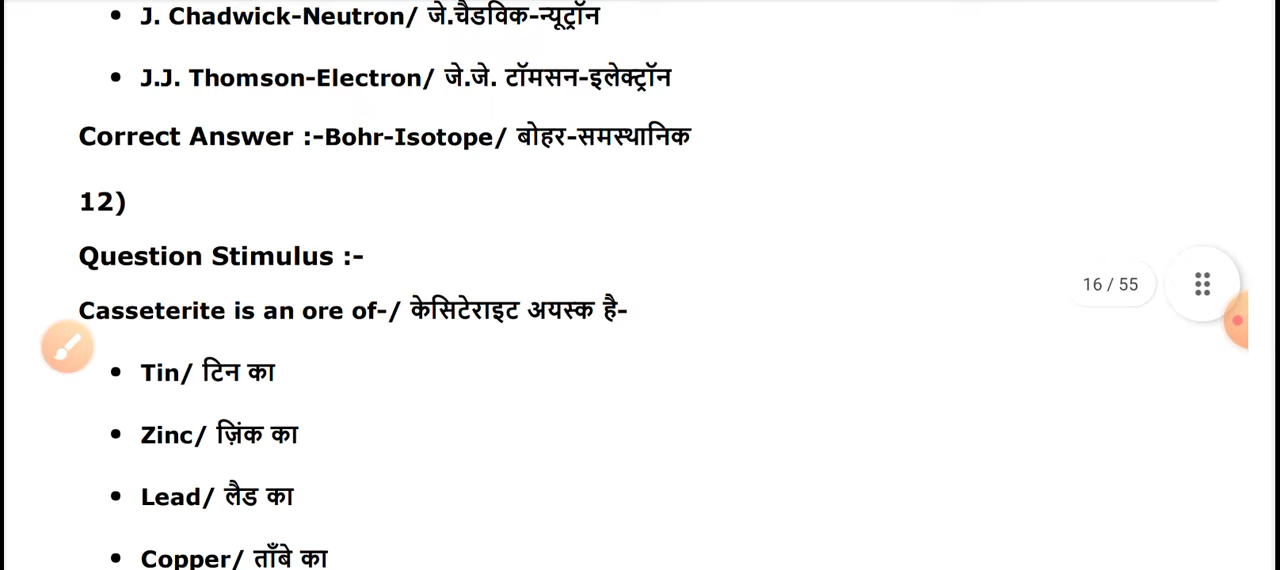 • J. Chadwick-Neutron/ जे.चैडविक-न्यूट्रॉन
• J.J. Thomson-Electron/ जे.जे. टॉमसन-इलेक्ट्रॉन
Correct Answer :-Bohr-Isotope/ बोहर-समस्थानिक
12)
Question Stimulus :-
16 / 55
Casseterite is an ore of-/ केसिटेराइट अयस्क है-
• Tin/ टिन का
• Zinc/ ज़िंक का
• Lead/ लैड का
• Copper/ ताँबे का